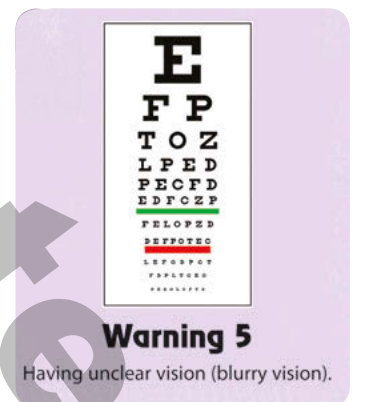 E
F P
T O Z
L P E D
P E C F D
E D F C Z P
F E L O P Z D
D E F P O T E C
L E F O D P C T
F D P L T C E O
Warning 5
Having unclear vision (blurry vision).